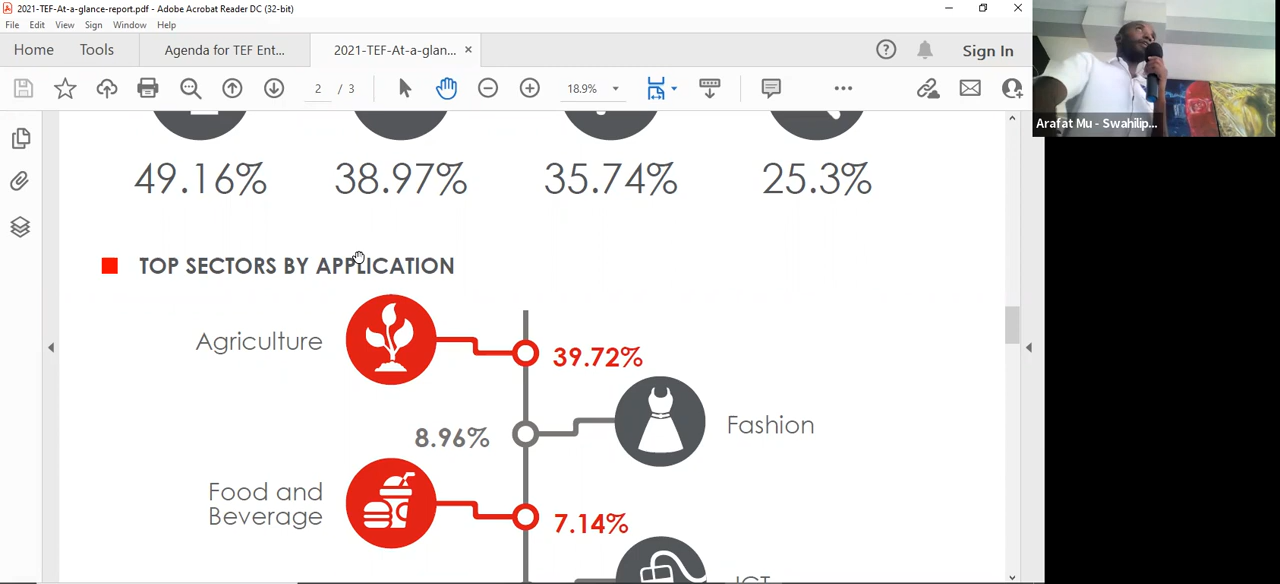 2021-TEF-At-a-glance-report.pdf - Adobe Acrobat Reader DC (32-bit)
File Edit View Sign Window Help
Home Tools Agenda for TEF Ent... 2021-TEF-At-a-glan... × Sign In
2 / 3 18.9%
Arafat Mu - Swahilip...
49.16% 38.97% 35.74% 25.3%
TOP SECTORS BY APPLICATION
Agriculture 39.72%
8.96% Fashion
Food and
Beverage
7.14%
ICT